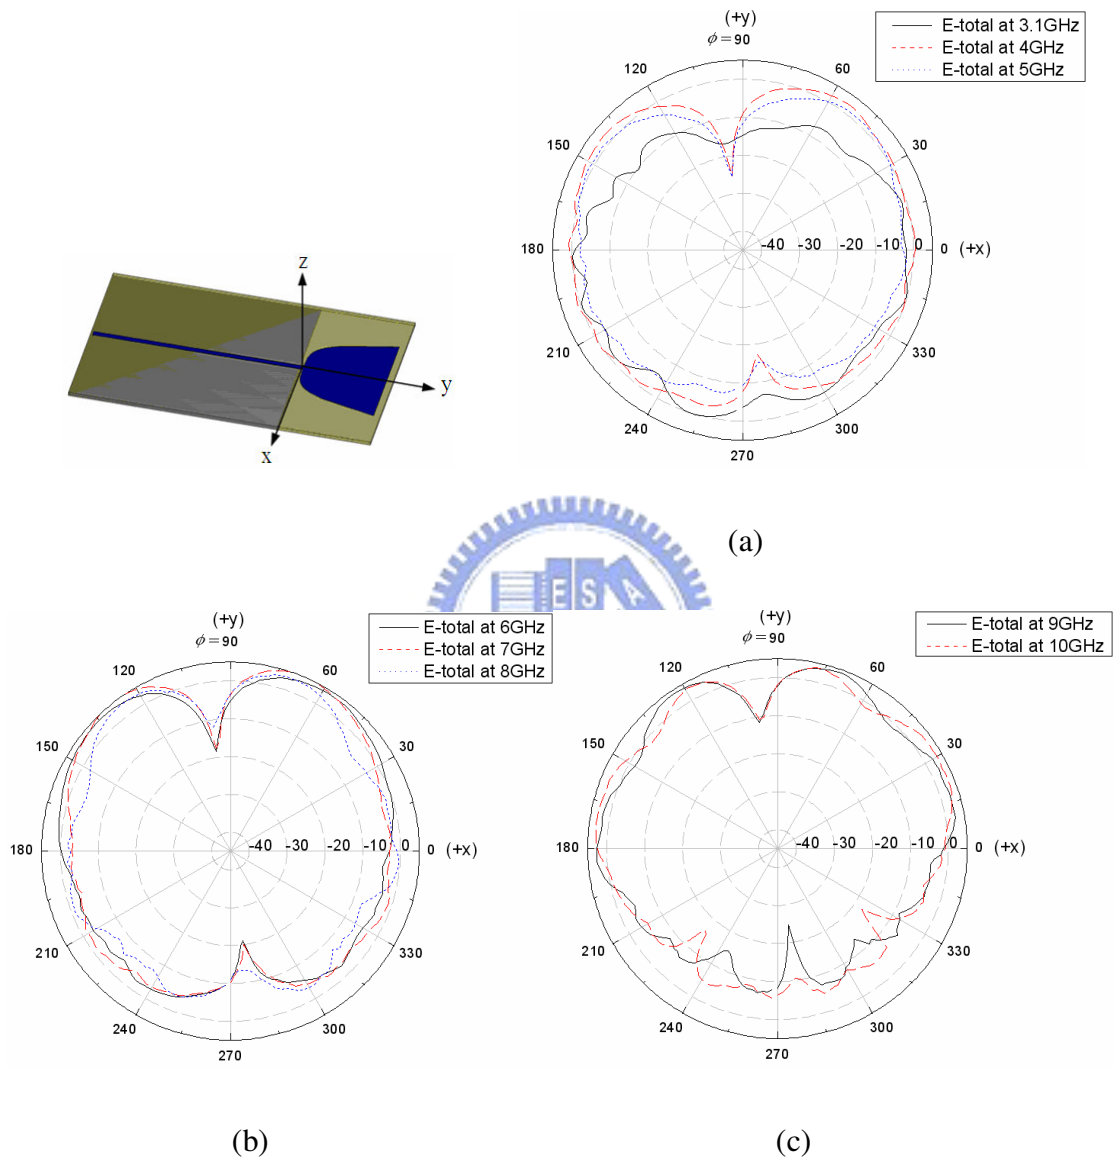 (+y)
ϕ = 90
E-total at 3.1GHz
E-total at 4GHz
E-total at 5GHz
120
60
150
30
180
-40 -30 -20 -10 0
0 (+x)
210
330
240
300
270
z
y
x
(a)
E S A
(+y)
ϕ = 90
E-total at 6GHz
E-total at 7GHz
E-total at 8GHz
120
60
150
30
180
-40 -30 -20 -10 0
0 (+x)
210
330
240
300
270
(+y)
ϕ = 90
E-total at 9GHz
E-total at 10GHz
120
60
150
30
180
-40 -30 -20 -10 0
0 (+x)
210
330
240
300
270
(b)
(c)